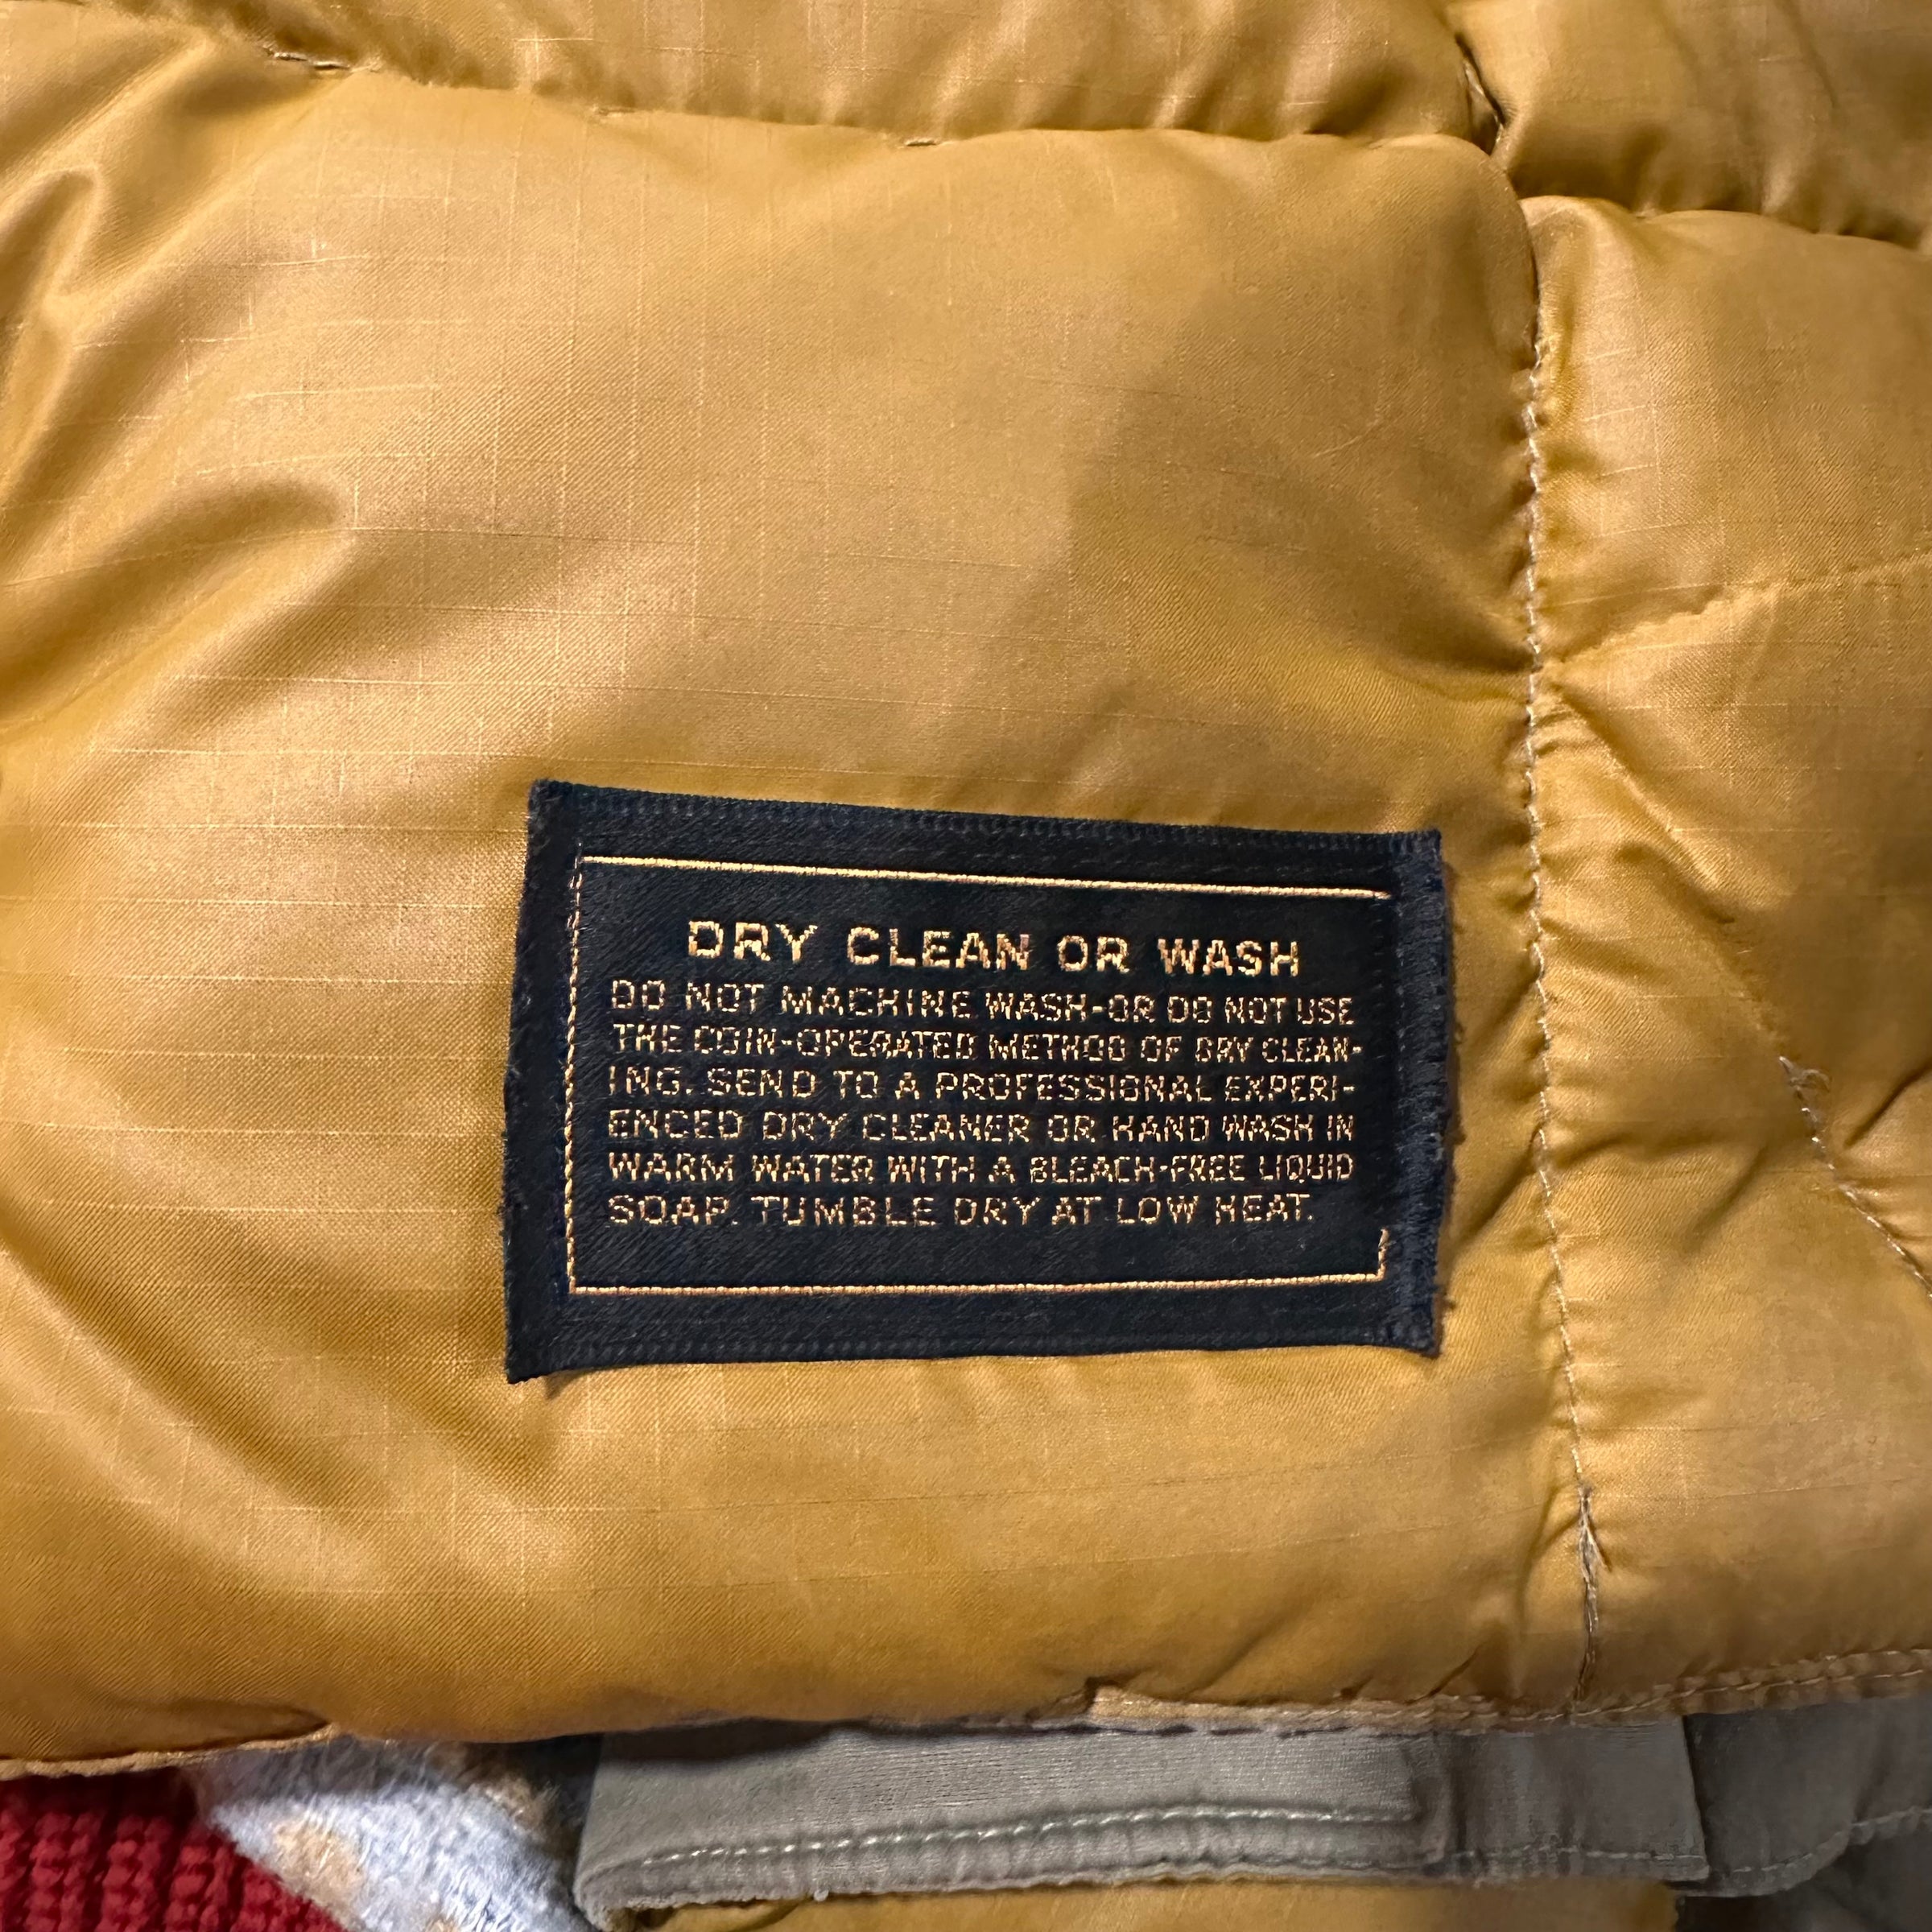 DRY CLEAN OR WASH
DO NOT MACHINE WASH-OR DO NOT USE
THE COIN-OPERATED METHOD OF DRY CLEAN-
ING. SEND TO A PROFESSIONAL EXPERI-
ENCED DRY CLEANER OR HAND WASH IN
WARM WATER WITH A BLEACH-FREE LIQUID
SOAP. TUMBLE DRY AT LOW HEAT.